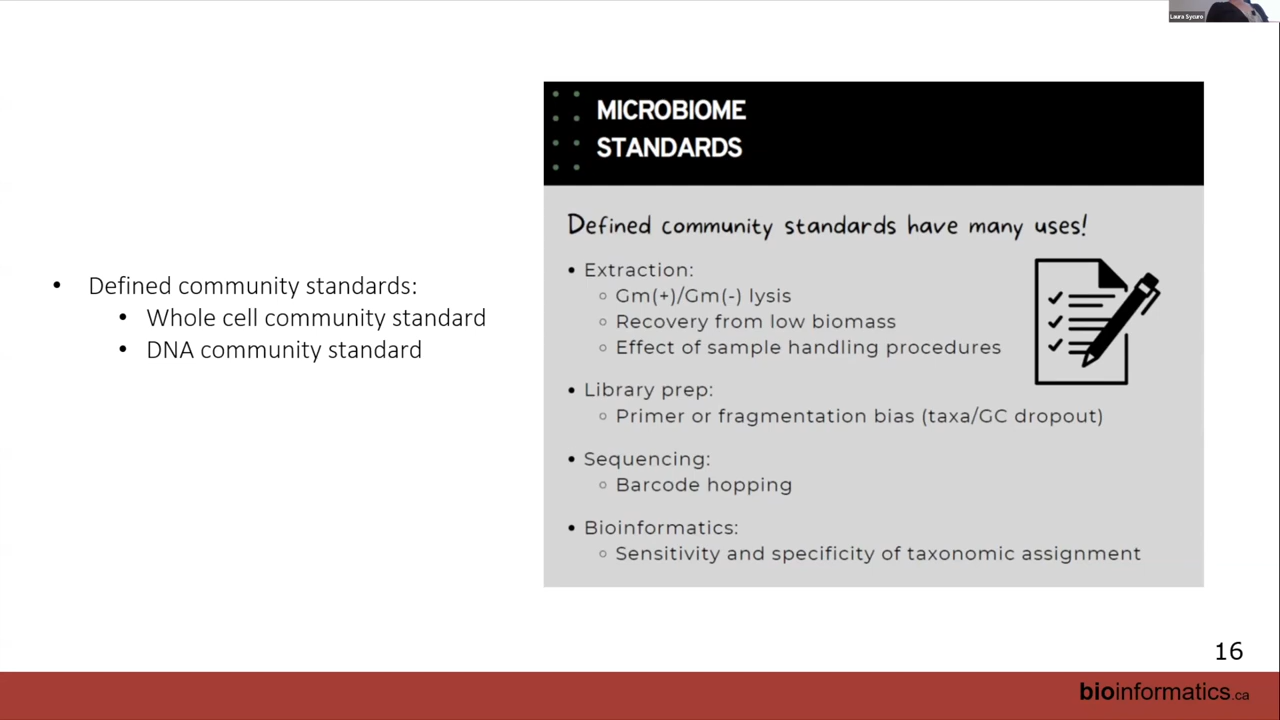 Laura Sycuro
MICROBIOME
STANDARDS
Defined community standards have many uses!
• Extraction:
○ Gm(+)/Gm(-) lysis
○ Recovery from low biomass
○ Effect of sample handling procedures
• Library prep:
○ Primer or fragmentation bias (taxa/GC dropout)
• Sequencing:
○ Barcode hopping
• Bioinformatics:
○ Sensitivity and specificity of taxonomic assignment
• Defined community standards:
• Whole cell community standard
• DNA community standard
16
bioinformatics.ca